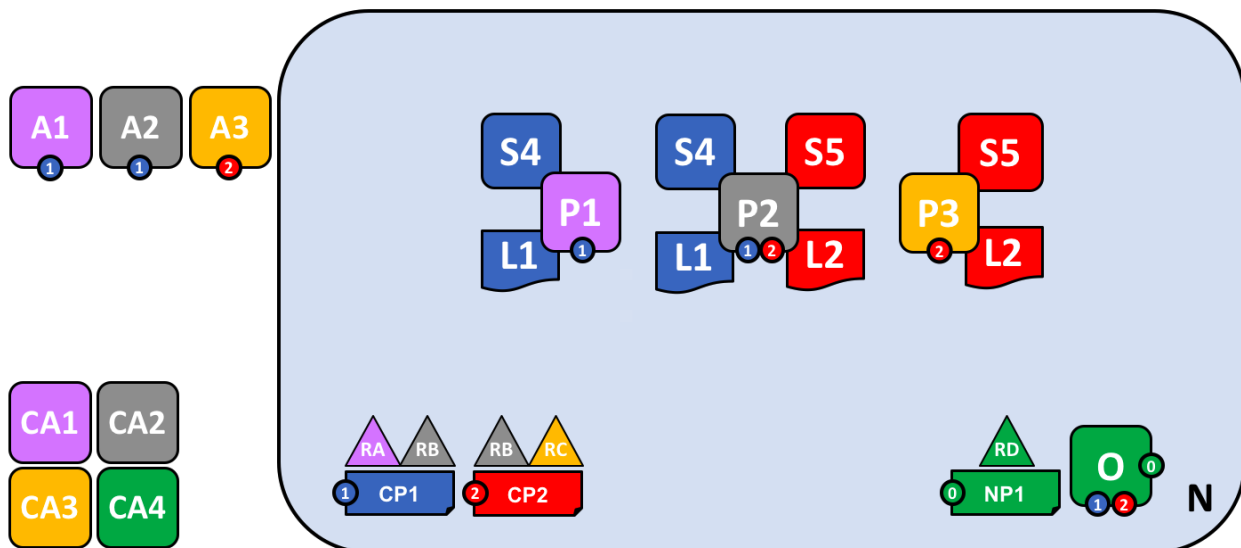 A1 A2 A3
1 1 2
S4 S4 S5 S5
P1 P2 P3
1 1 2 2
L1 L1 L2 L2
CA1 CA2
CA3 CA4
RA RB RB RC RD
1 CP1 2 CP2 0 NP1 O 0
1 2
N